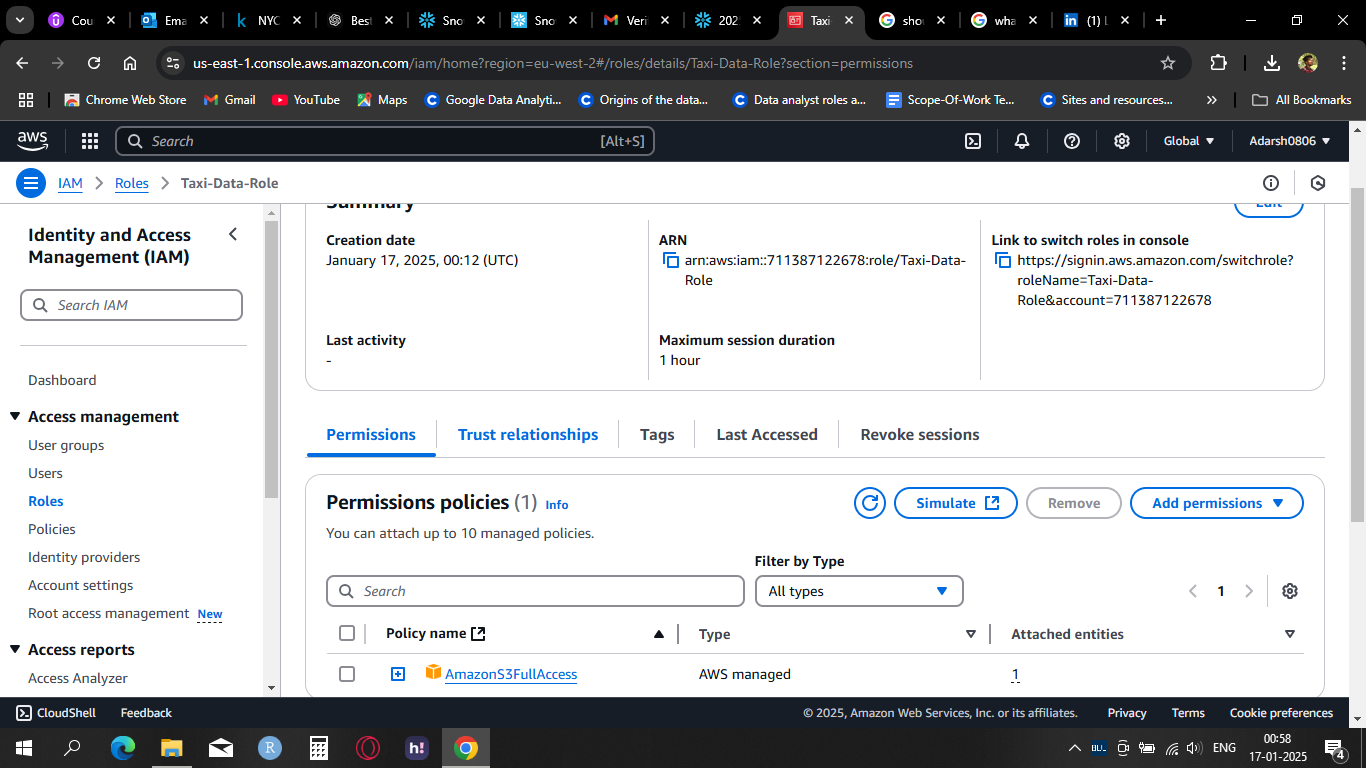 Cou
Ema
NYC
Best
Snov
Snov
Veri
202
Taxi
shou
wha
(1) L
us-east-1.console.aws.amazon.com/iam/home?region=eu-west-2#/roles/details/Taxi-Data-Role?section=permissions
Chrome Web Store
Gmail
YouTube
Maps
Google Data Analyti...
Origins of the data...
Data analyst roles a...
Scope-Of-Work Te...
Sites and resources...
All Bookmarks
aws
Search
[Alt+S]
Global
Adarsh0806
IAM
Roles
Taxi-Data-Role
Identity and Access
Management (IAM)
Search IAM
Dashboard
Access management
User groups
Users
Roles
Policies
Identity providers
Account settings
Root access management New
Access reports
Access Analyzer
Summary
Edit
Creation date
January 17, 2025, 00:12 (UTC)
ARN
arn:aws:iam::711387122678:role/Taxi-Data-
Role
Link to switch roles in console
https://signin.aws.amazon.com/switchrole?
roleName=Taxi-Data-
Role&account=711387122678
Last activity
-
Maximum session duration
1 hour
Permissions
Trust relationships
Tags
Last Accessed
Revoke sessions
Permissions policies (1) Info
Simulate
Remove
Add permissions
You can attach up to 10 managed policies.
Filter by Type
Search
All types
1
Policy name
Type
Attached entities
AmazonS3FullAccess
AWS managed
1
CloudShell
Feedback
© 2025, Amazon Web Services, Inc. or its affiliates.
Privacy
Terms
Cookie preferences
h!
ENG
00:58
17-01-2025
4